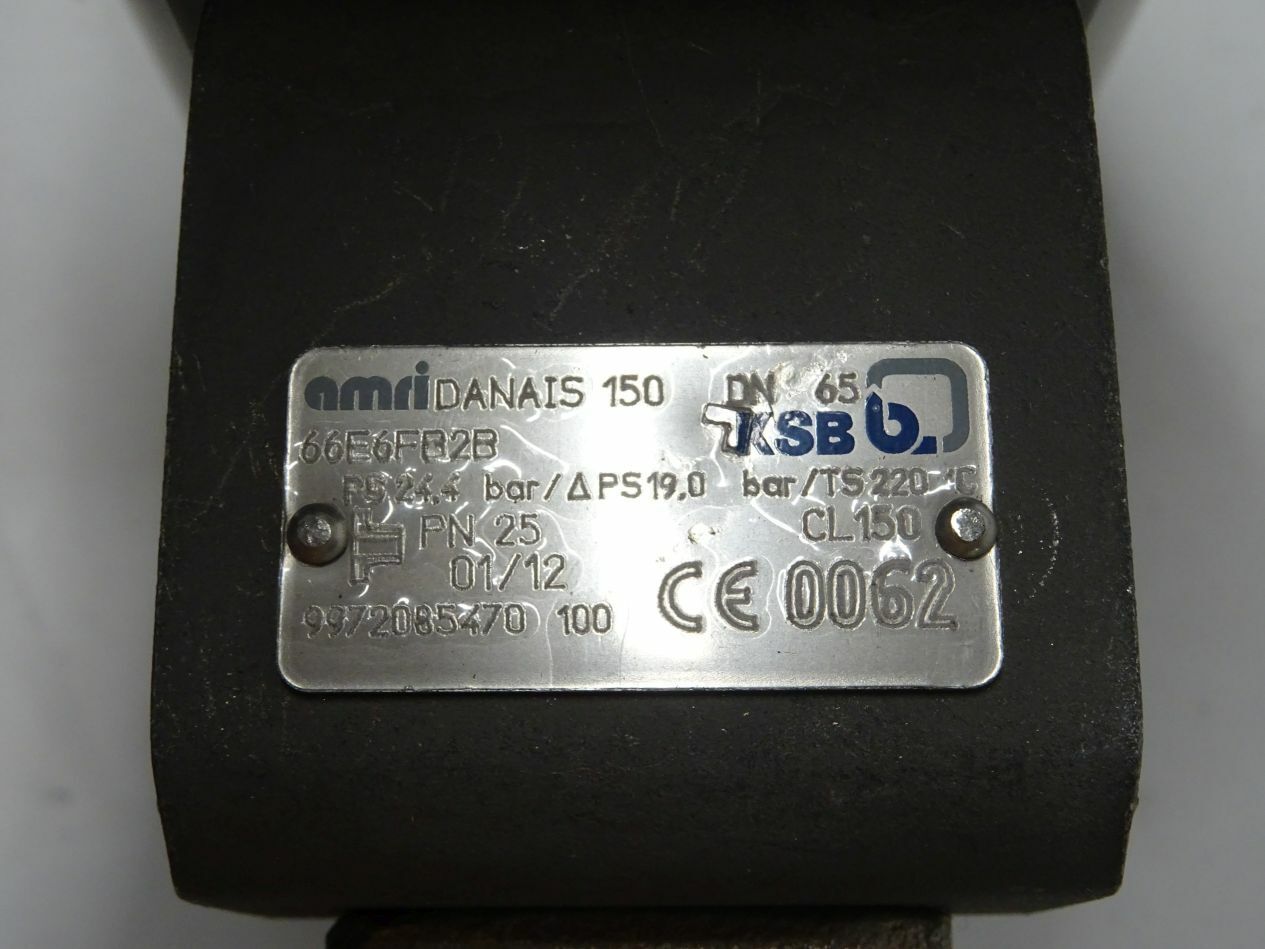 amri DANAIS 150 DN 65
KSB b.
66E6FB2B
PS 24,4 bar/ΔPS 19,0 bar/TS 220 °C
PN 25 CL150
01/12
9972085470 100 CE 0062